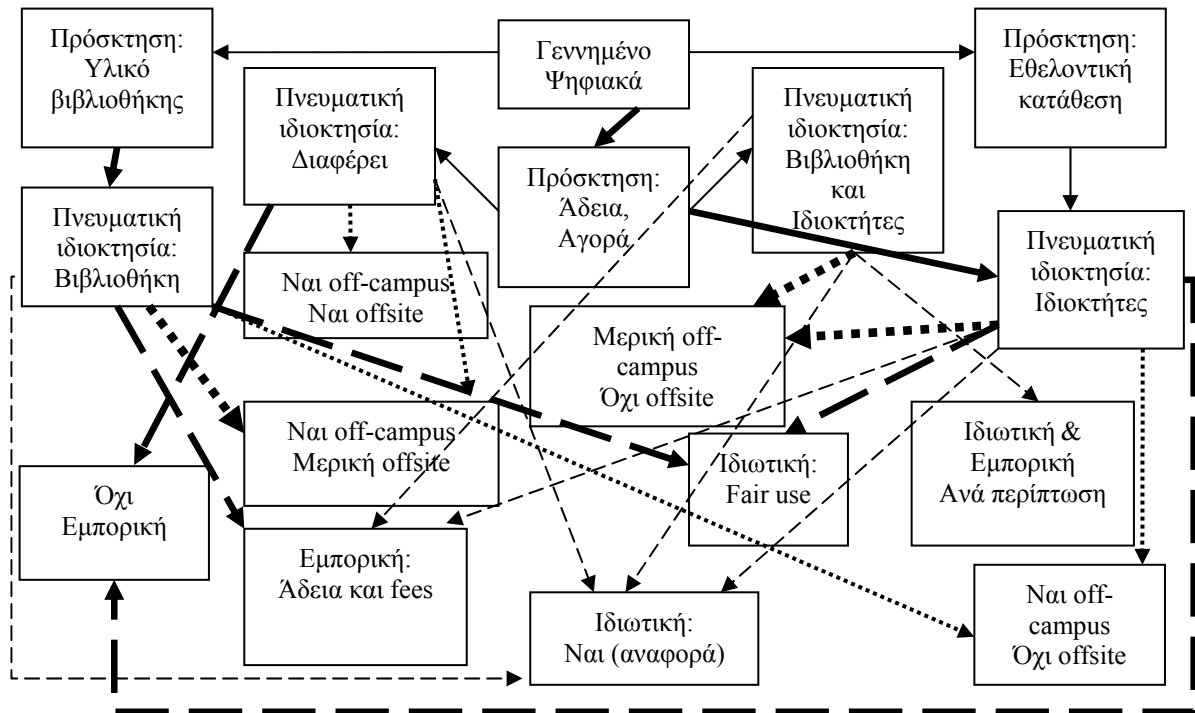 Πρόσκτηση:
Υλικό
βιβλιοθήκης
Γεννημένο
Ψηφιακά
Πρόσκτηση:
Εθελοντική
κατάθεση
Πνευματική
ιδιοκτησία:
Διαφέρει
Πνευματική
ιδιοκτησία:
Βιβλιοθήκη
και
Ιδιοκτήτες
Πρόσκτηση:
Άδεια,
Αγορά
Πνευματική
ιδιοκτησία:
Βιβλιοθήκη
Πνευματική
ιδιοκτησία:
Ιδιοκτήτες
Ναι off-campus
Ναι offsite
Μερική off-
campus
Όχι offsite
Ναι off-campus
Μερική offsite
Ιδιωτική:
Fair use
Ιδιωτική &
Εμπορική
Ανά περίπτωση
Όχι
Εμπορική
Εμπορική:
Άδεια και fees
Ιδιωτική:
Ναι (αναφορά)
Ναι off-
campus
Όχι offsite